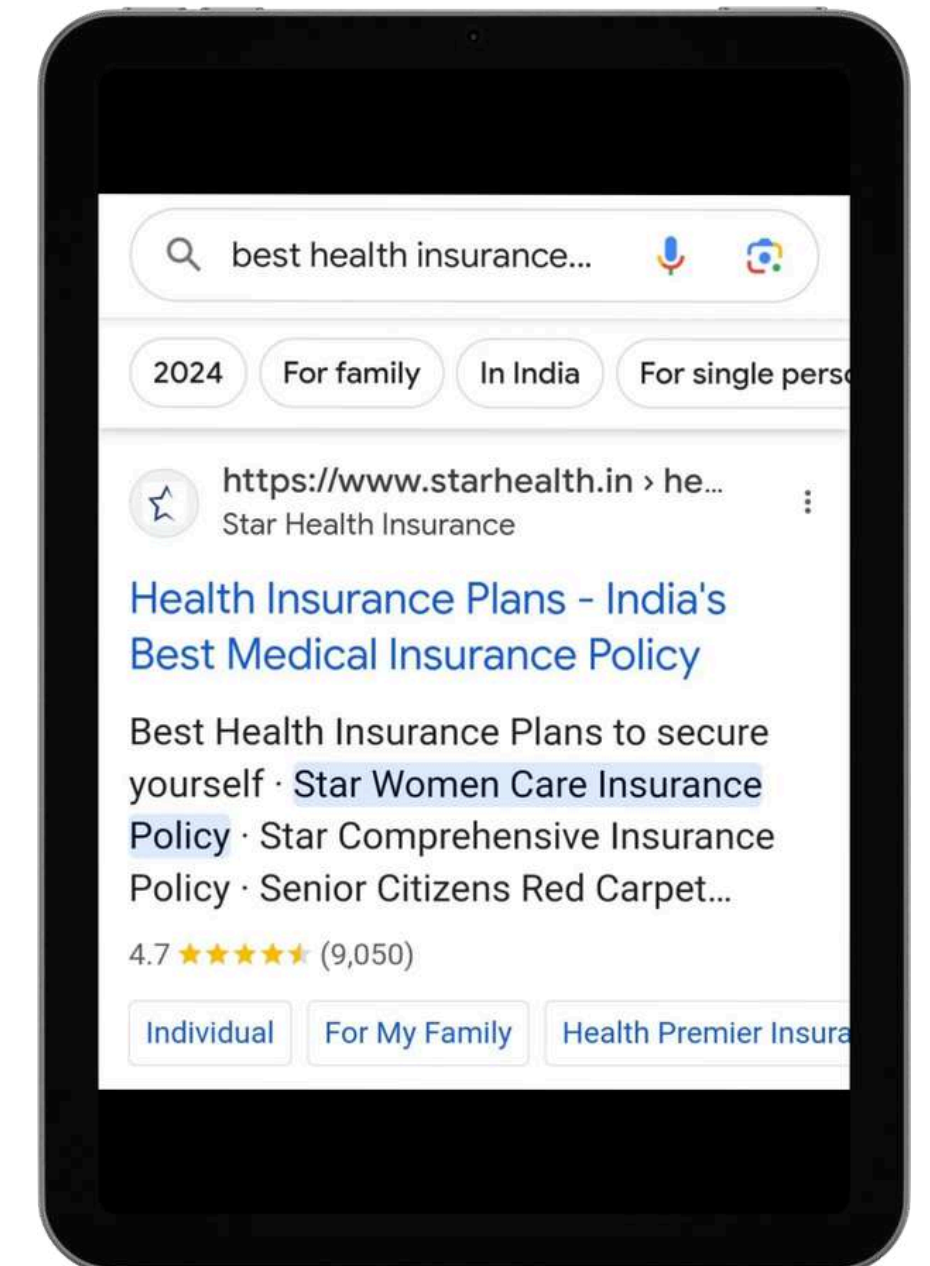 best health insurance...
2024
For family
In India
For single perso
https://www.starhealth.in › he...
Star Health Insurance
Health Insurance Plans - India's
Best Medical Insurance Policy
Best Health Insurance Plans to secure
yourself · Star Women Care Insurance
Policy · Star Comprehensive Insurance
Policy · Senior Citizens Red Carpet...
4.7 (9,050)
Individual
For My Family
Health Premier Insura